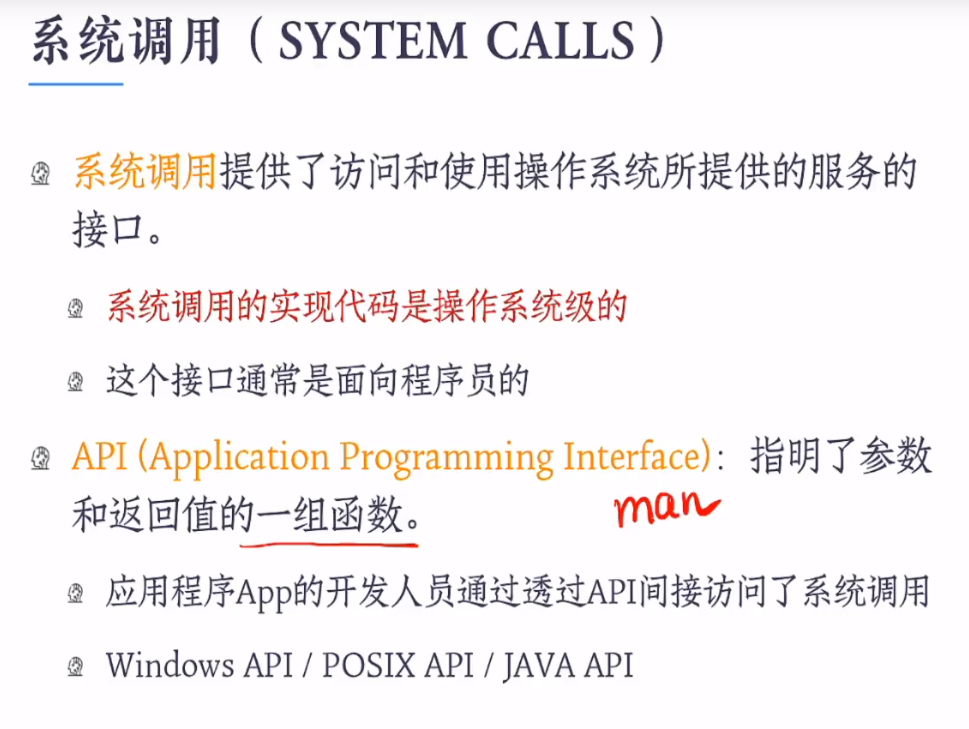 系统调用（SYSTEM CALLS）
系统调用提供了访问和使用操作系统所提供的服务的
接口。
系统调用的实现代码是操作系统级的
这个接口通常是面向程序员的
API (Application Programming Interface)：指明了参数
和返回值的一组函数。
man
应用程序App的开发人员通过透过API间接访问了系统调用
Windows API / POSIX API / JAVA API